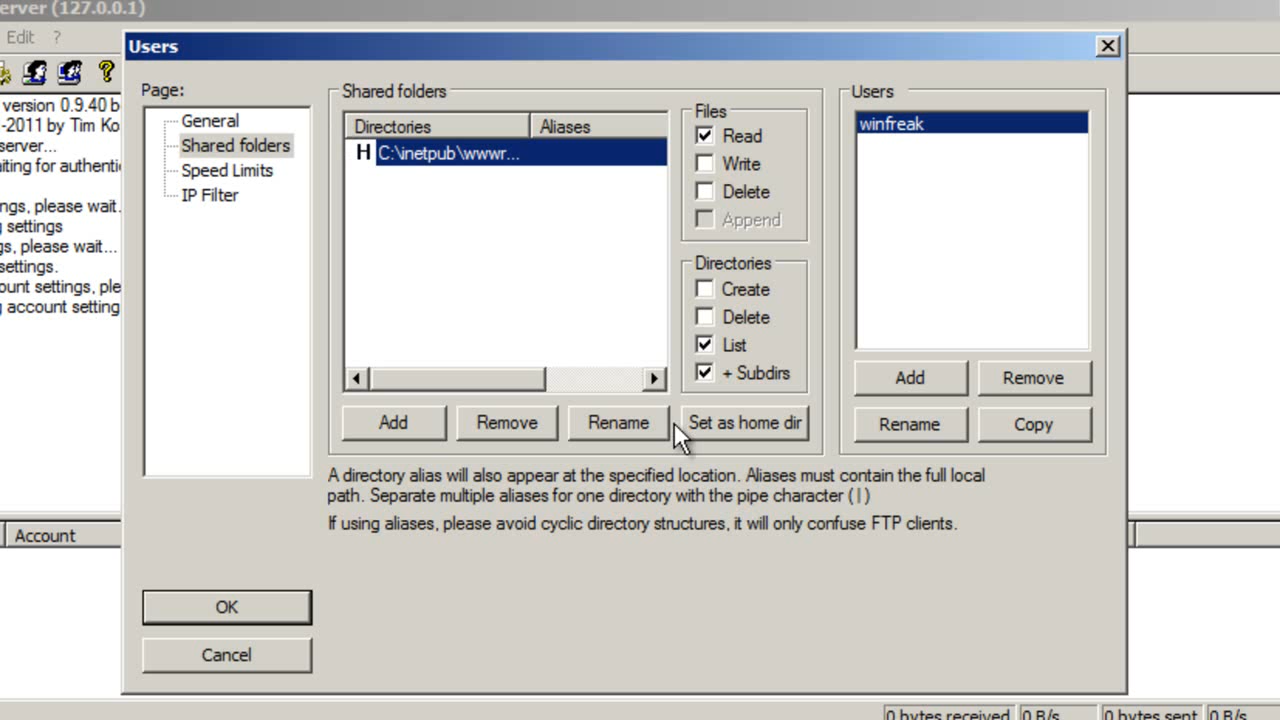 erver (127.0.0.1)
Edit ?
Users
version 0.9.40 b
-2011 by Tim Ko
server...
iting for authenti
ngs, please wait.
g settings
gs, please wait...
settings.
ount settings, ple
g account setting
Account
Page:
General
Shared folders
Speed Limits
IP Filter
Shared folders
Directories Aliases
H C:\inetpub\wwwr...
Files
Read
Write
Delete
Append
Directories
Create
Delete
List
+ Subdirs
Add Remove Rename Set as home dir
Users
winfreak
Add Remove
Rename Copy
A directory alias will also appear at the specified location. Aliases must contain the full local
path. Separate multiple aliases for one directory with the pipe character (|)
If using aliases, please avoid cyclic directory structures, it will only confuse FTP clients.
OK
Cancel
0 bytes received 0 B/s 0 bytes sent 0 B/s